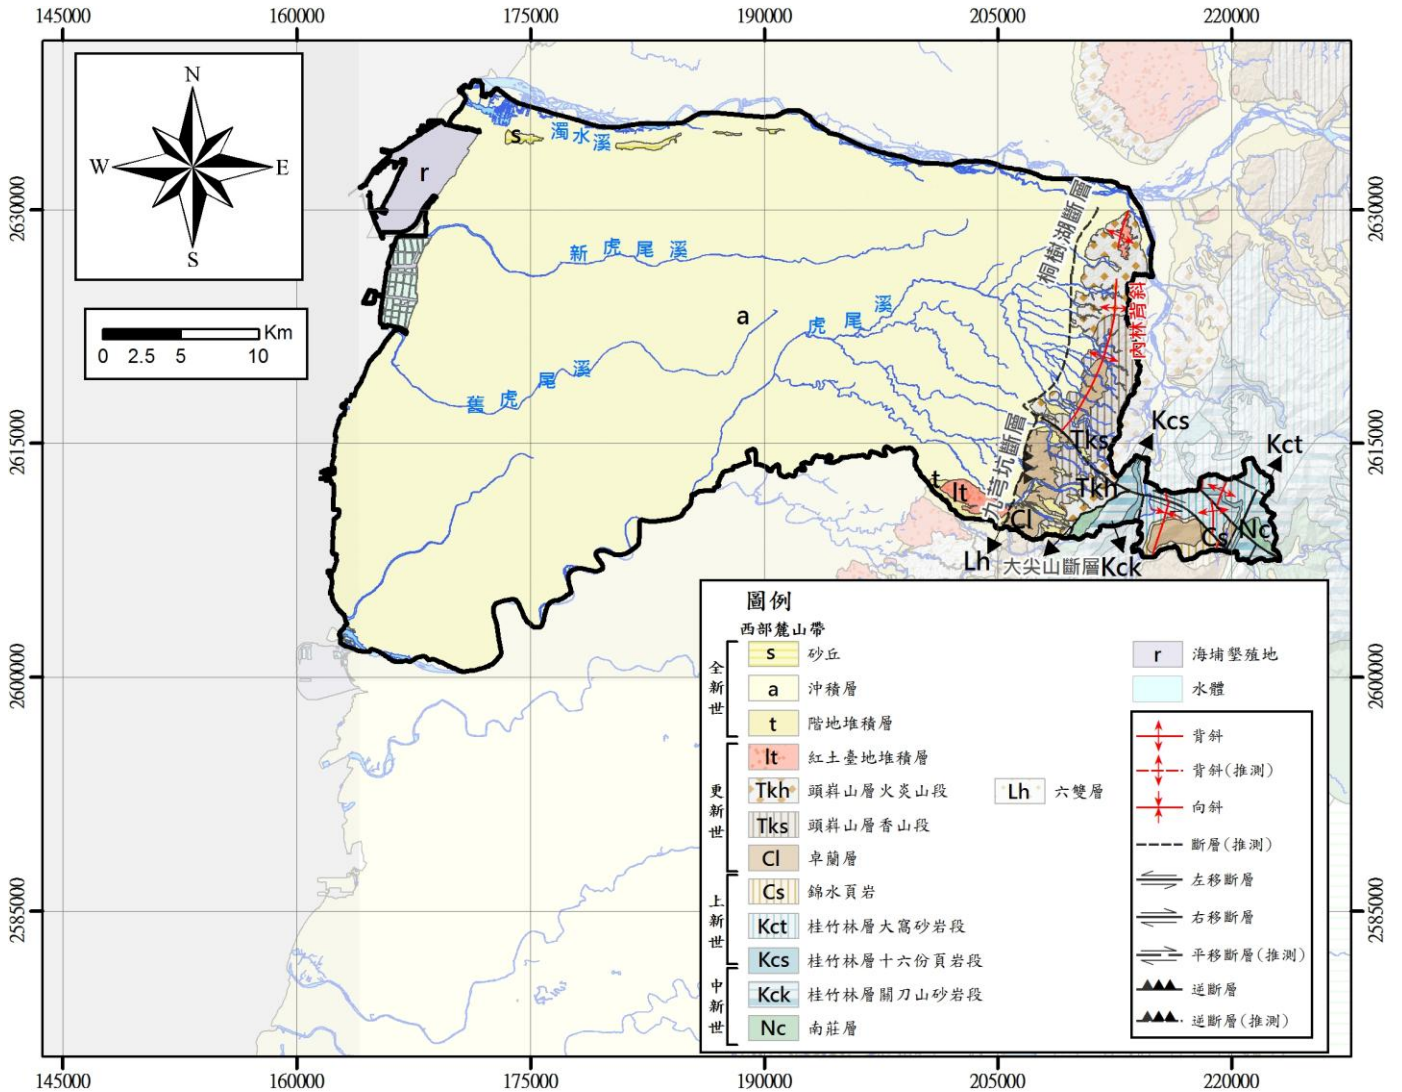 145000 160000 175000 190000 205000 220000
N
W E
S
Km
0 2.5 5 10
2630000
2615000
2600000
2585000
2630000
2615000
2600000
2585000
s
濁水溪
r
新虎尾溪
a
虎尾溪
舊虎尾溪
桐樹湖斷層
內林背斜
九芎坑斷層
Tks
Kcs
Kct
Tkh
t
lt
Cl
Cs
Nc
Lh
大尖山斷層
Kck
圖例
西部麓山帶
全新世
s 砂丘
a 沖積層
t 階地堆積層
更新世
lt 紅土臺地堆積層
Tkh 頭嵙山層火炎山段
Tks 頭嵙山層香山段
Cl 卓蘭層
上新世
Cs 錦水頁岩
Kct 桂竹林層大窩砂岩段
Kcs 桂竹林層十六份頁岩段
中新世
Kck 桂竹林層關刀山砂岩段
Nc 南莊層
Lh 六雙層
r 海埔墾殖地
水體
背斜
背斜(推測)
向斜
斷層(推測)
左移斷層
右移斷層
平移斷層(推測)
逆斷層
逆斷層(推測)
145000 160000 175000 190000 205000 220000